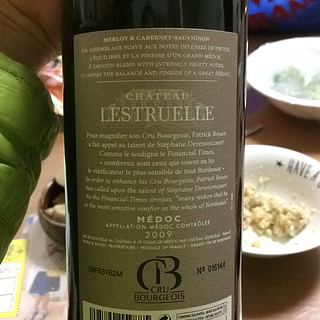 MERLOT & CABERNET-SAUVIGNON
UN ASSEMBLAGE SUAVE AUX NOTES INTENSES DE FRUITS,
L'ÉQUILIBRE ET LA FINESSE D'UN GRAND MÉDOC
A SMOOTH BLEND WITH INTENSELY FRUITY NOTES,
IT OFFERS THE BALANCE AND FINESSE OF A GREAT MÉDOC
CHÂTEAU
LESTRUELLE
Pour magnifier son Cru Bourgeois, Patrick Bouey
a fait appel au talent de Stéphane Derenoncourt.
Comme le souligne le Financial Times,
« nombreux sont ceux qui voient en lui
le vinificateur le plus sensible de tout Bordeaux »
In order to enhance his Cru Bourgeois, Patrick Bouey
has called upon the talent of Stéphane Derenoncourt.
As the Financial Times stresses, "many reckon that he
is the most sensitive vinifier in the whole of Bordeaux"
MÉDOC
APPELLATION MÉDOC CONTRÔLÉE
2009
09F631B2M
CB
Nº 016144
CRU
BOURGEOIS
HAVE A